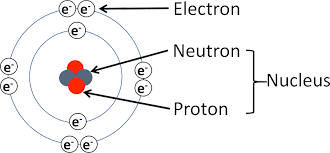 e⁻ e⁻ Electron
e⁻
Neutron
e⁻ e⁻
e⁻ e⁻
Nucleus
Proton
e⁻
e⁻ e⁻